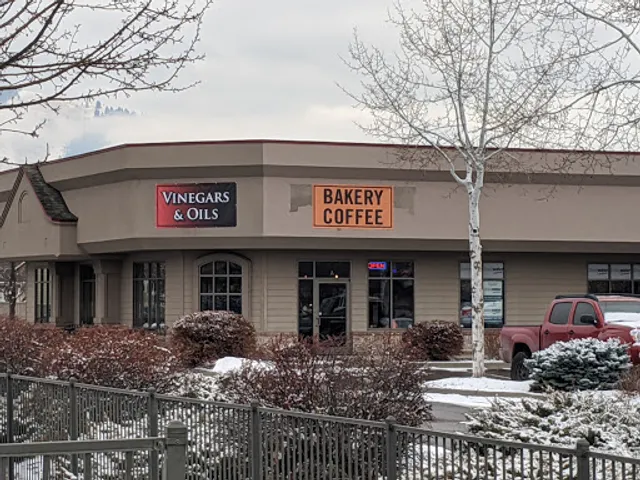 VINEGARS
& OILS
BAKERY
COFFEE
OPEN